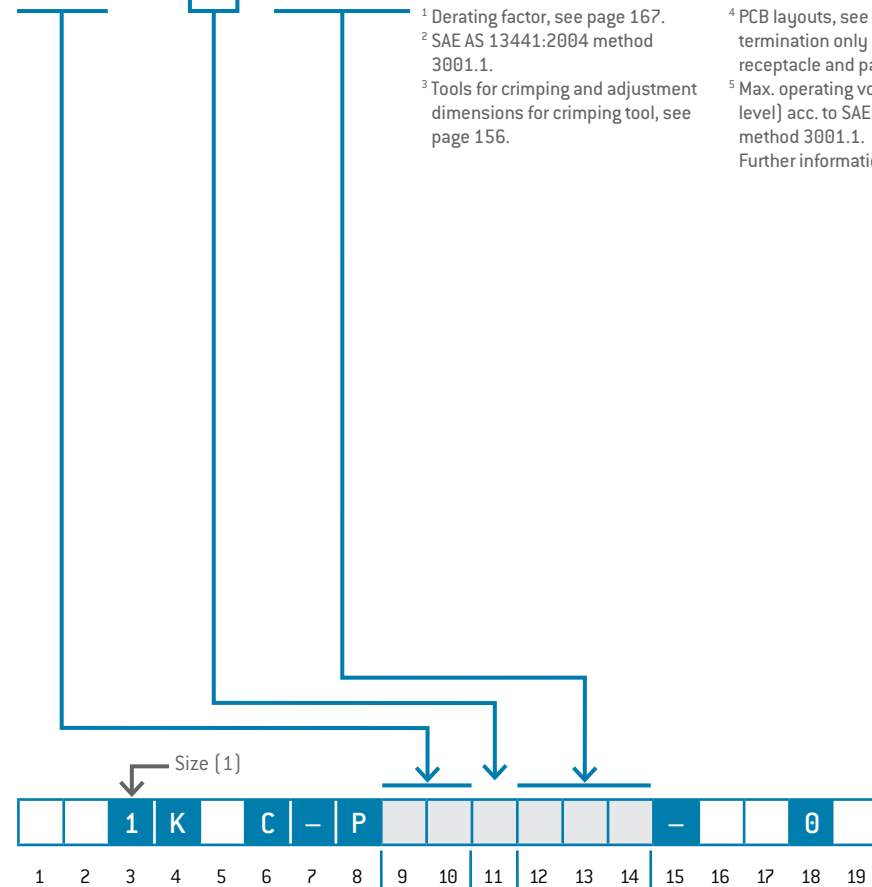 ¹ Derating factor, see page 167.
² SAE AS 13441:2004 method
3001.1.
³ Tools for crimping and adjustment
dimensions for crimping tool, see
page 156.
⁴ PCB layouts, see
termination only
receptacle and
⁵ Max. operating
level) acc. to SAE
method 3001.1.
Further
Size (1)
1 K C – P – 0
1 2 3 4 5 6 7 8 9 10 11 12 13 14 15 16 17 18 19